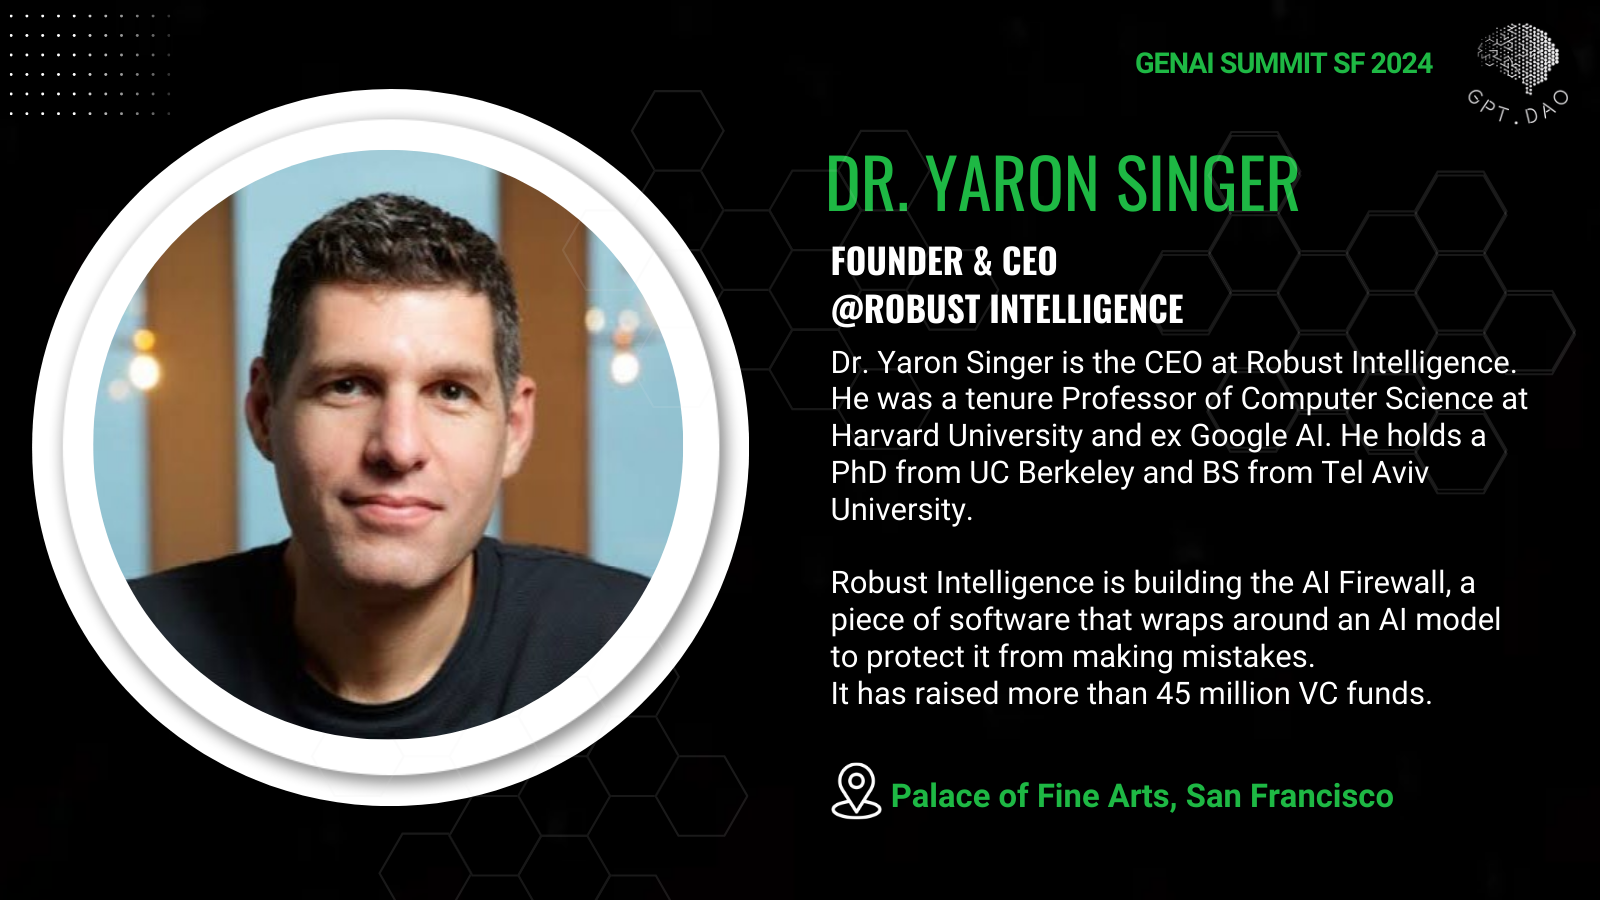 GENAI SUMMIT SF 2024
GPT.DAO
DR. YARON SINGER
FOUNDER & CEO
@ROBUST INTELLIGENCE
Dr. Yaron Singer is the CEO at Robust Intelligence.
He was a tenure Professor of Computer Science at
Harvard University and ex Google AI. He holds a
PhD from UC Berkeley and BS from Tel Aviv
University.
Robust Intelligence is building the AI Firewall, a
piece of software that wraps around an AI model
to protect it from making mistakes.
It has raised more than 45 million VC funds.
Palace of Fine Arts, San Francisco